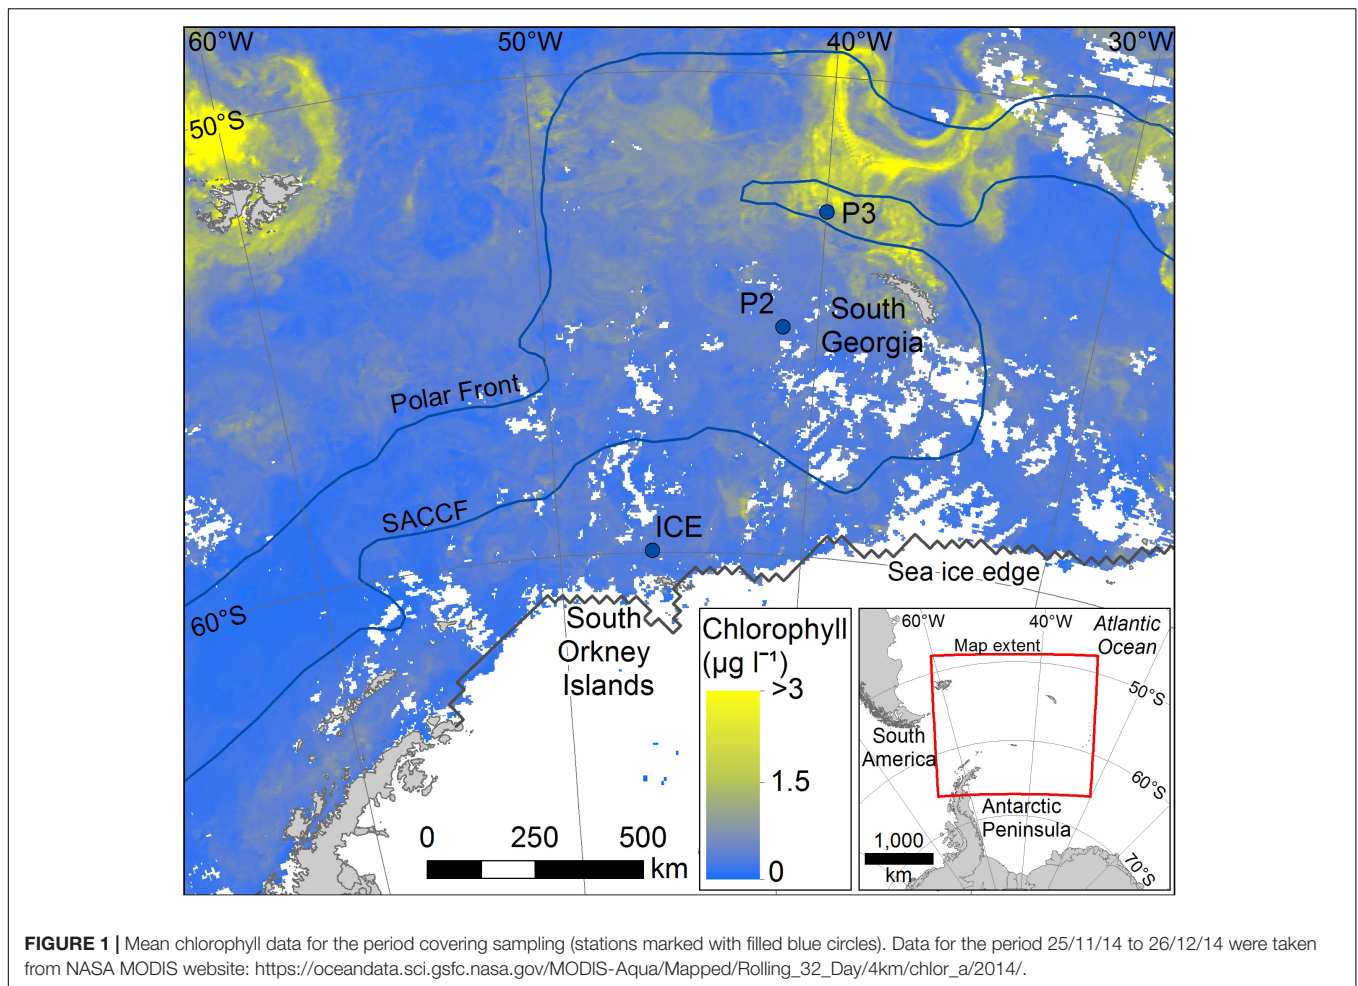 60°W
50°W
40°W
30°W
50°S
P3
P2
South
Georgia
Polar Front
SACCF
ICE
Sea ice edge
60°S
South
Orkney
Islands
Chlorophyll
(µg l⁻¹)
>3
1.5
0
0
250
500
km
60°W
40°W
Atlantic
Ocean
Map extent
50°S
South
America
60°S
Antarctic
Peninsula
1,000
km
70°S
FIGURE 1 | Mean chlorophyll data for the period covering sampling (stations marked with filled blue circles). Data for the period 25/11/14 to 26/12/14 were taken
from NASA MODIS website: https://oceandata.sci.gsfc.nasa.gov/MODIS-Aqua/Mapped/Rolling_32_Day/4km/chlor_a/2014/.